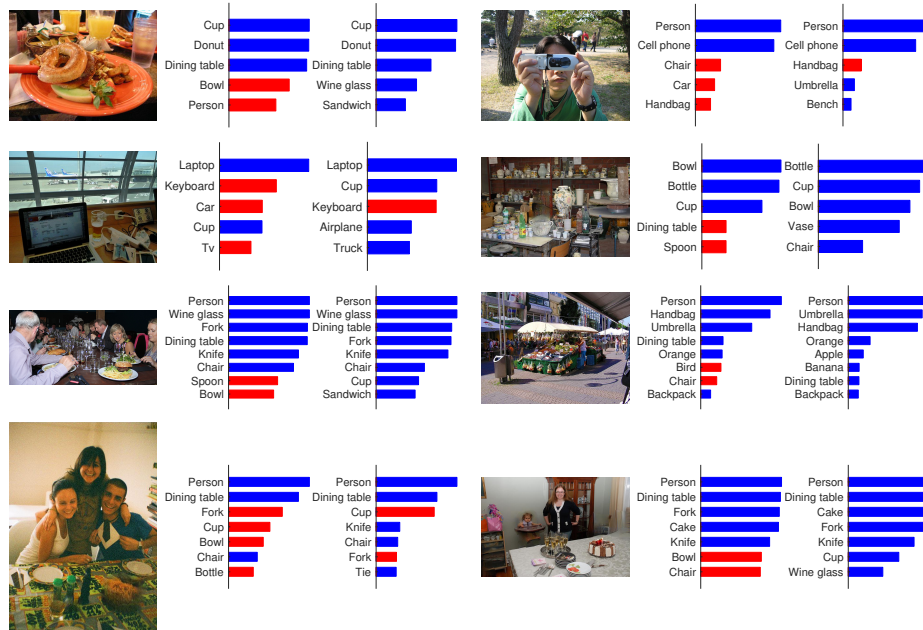 Cup
Donut
Dining table
Bowl
Person
Cup
Donut
Dining table
Wine glass
Sandwich
Person
Cell phone
Chair
Car
Handbag
Person
Cell phone
Handbag
Umbrella
Bench
Laptop
Keyboard
Car
Cup
Tv
Laptop
Cup
Keyboard
Airplane
Truck
Bowl
Bottle
Cup
Dining table
Spoon
Bottle
Cup
Bowl
Vase
Chair
Person
Wine glass
Fork
Dining table
Knife
Chair
Spoon
Bowl
Person
Wine glass
Dining table
Fork
Knife
Chair
Cup
Sandwich
Person
Handbag
Umbrella
Dining table
Orange
Bird
Chair
Backpack
Person
Umbrella
Handbag
Orange
Apple
Banana
Dining table
Backpack
Person
Dining table
Fork
Cup
Bowl
Chair
Bottle
Person
Dining table
Cup
Knife
Chair
Fork
Tie
Person
Dining table
Fork
Cake
Knife
Bowl
Chair
Person
Dining table
Cake
Fork
Knife
Cup
Wine glass